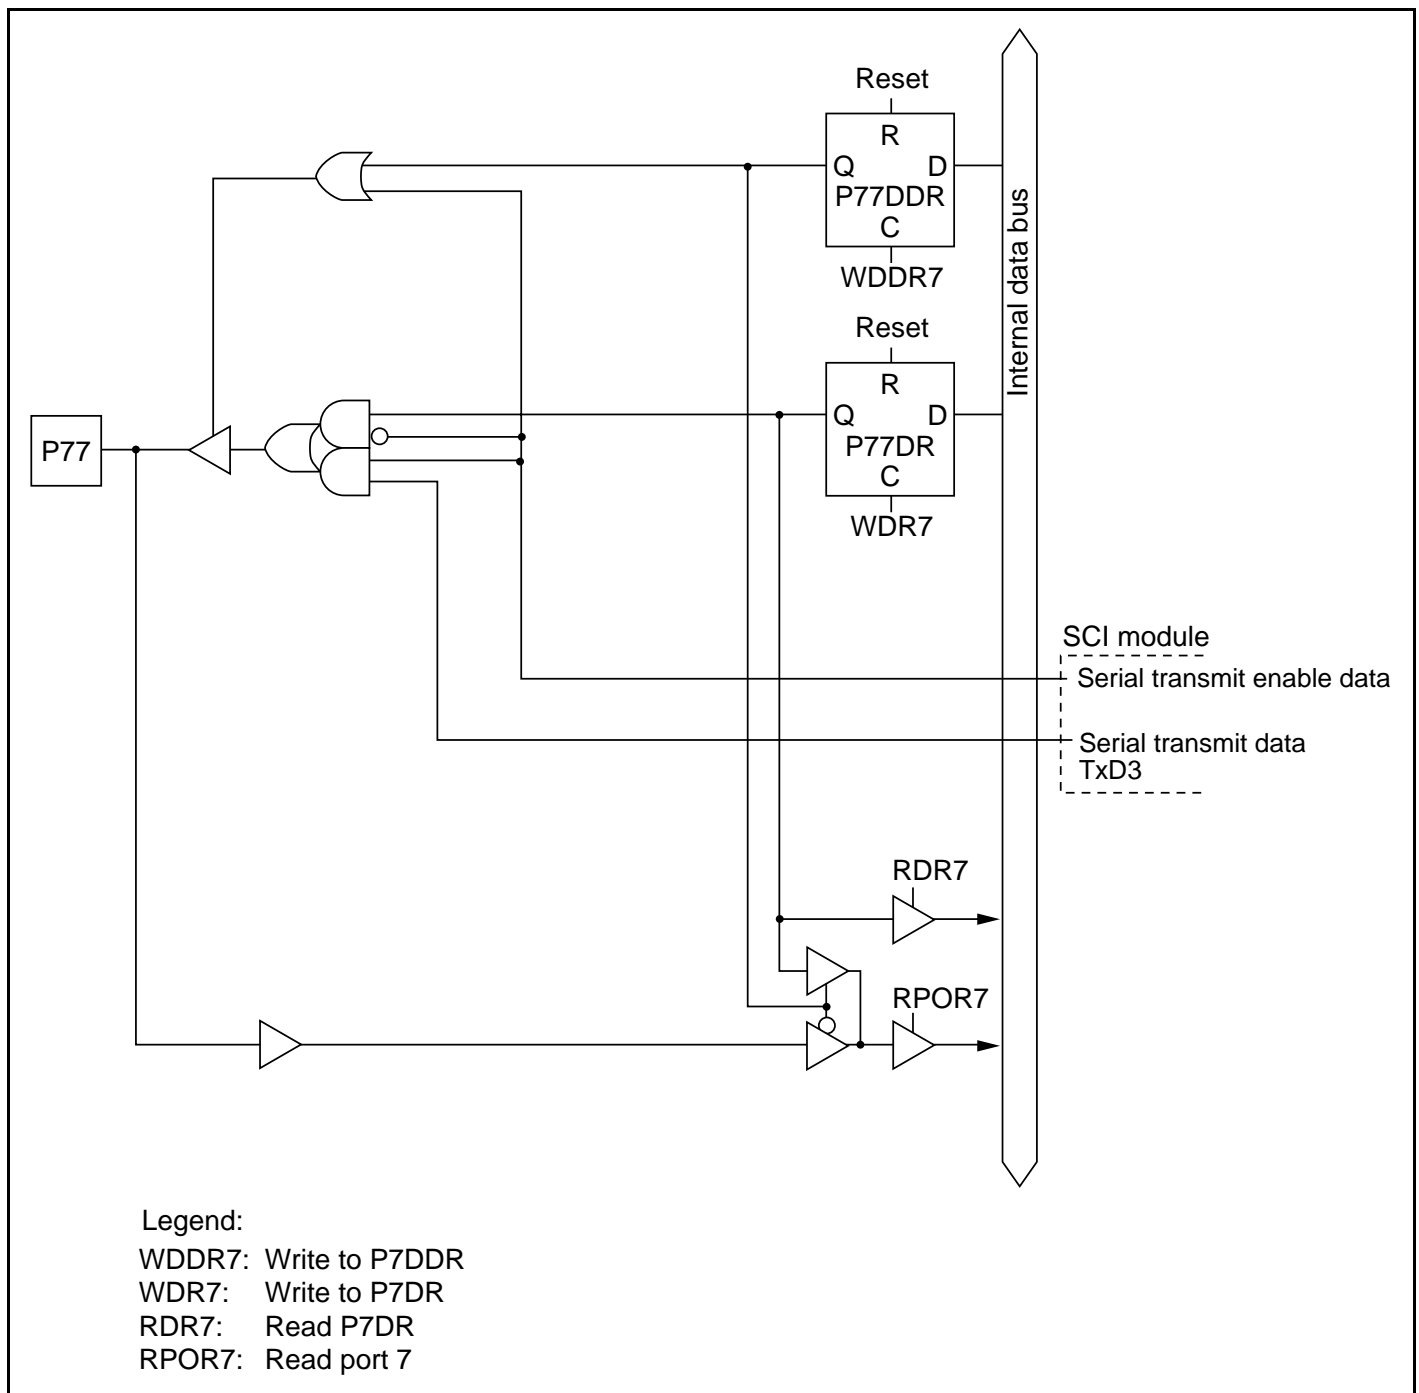 Reset
R
Q D
P77DDR
C
WDDR7
Internal data bus
Reset
R
Q D
P77DR
C
WDR7
P77
SCI module
Serial transmit enable data
Serial transmit data
TxD3
RDR7
RPOR7
Legend:
WDDR7: Write to P7DDR
WDR7: Write to P7DR
RDR7: Read P7DR
RPOR7: Read port 7